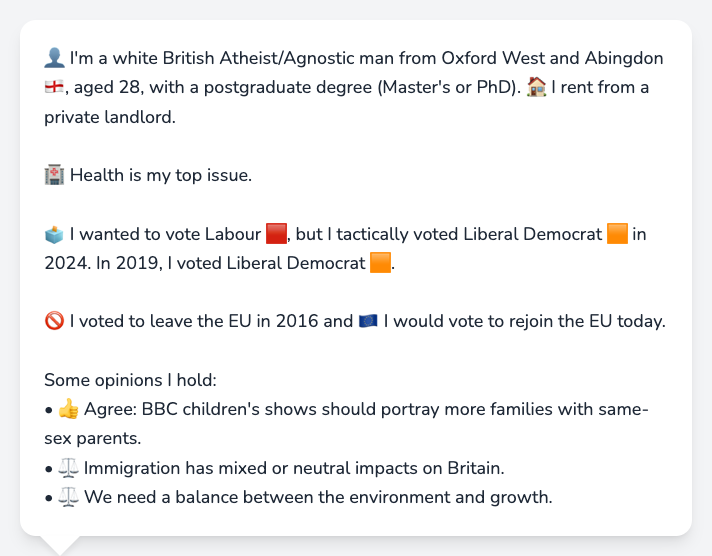 👤 I'm a white British Atheist/Agnostic man from Oxford West and Abingdon
🏴󠁧󠁢󠁥󠁮󠁧󠁿, aged 28, with a postgraduate degree (Master's or PhD). 🏠 I rent from a
private landlord.
🏥 Health is my top issue.
🗳️ I wanted to vote Labour 🟥, but I tactically voted Liberal Democrat 🟧 in
2024. In 2019, I voted Liberal Democrat 🟧.
🚫 I voted to leave the EU in 2016 and 🇪🇺 I would vote to rejoin the EU today.
Some opinions I hold:
• 👍 Agree: BBC children's shows should portray more families with same-
sex parents.
• ⚖️ Immigration has mixed or neutral impacts on Britain.
• ⚖️ We need a balance between the environment and growth.